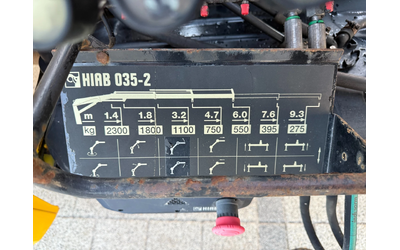 HIAB 035-2
m 1.4 1.8 3.2 4.7 6.0 7.6 9.3
kg 2300 1800 1100 750 550 395 275